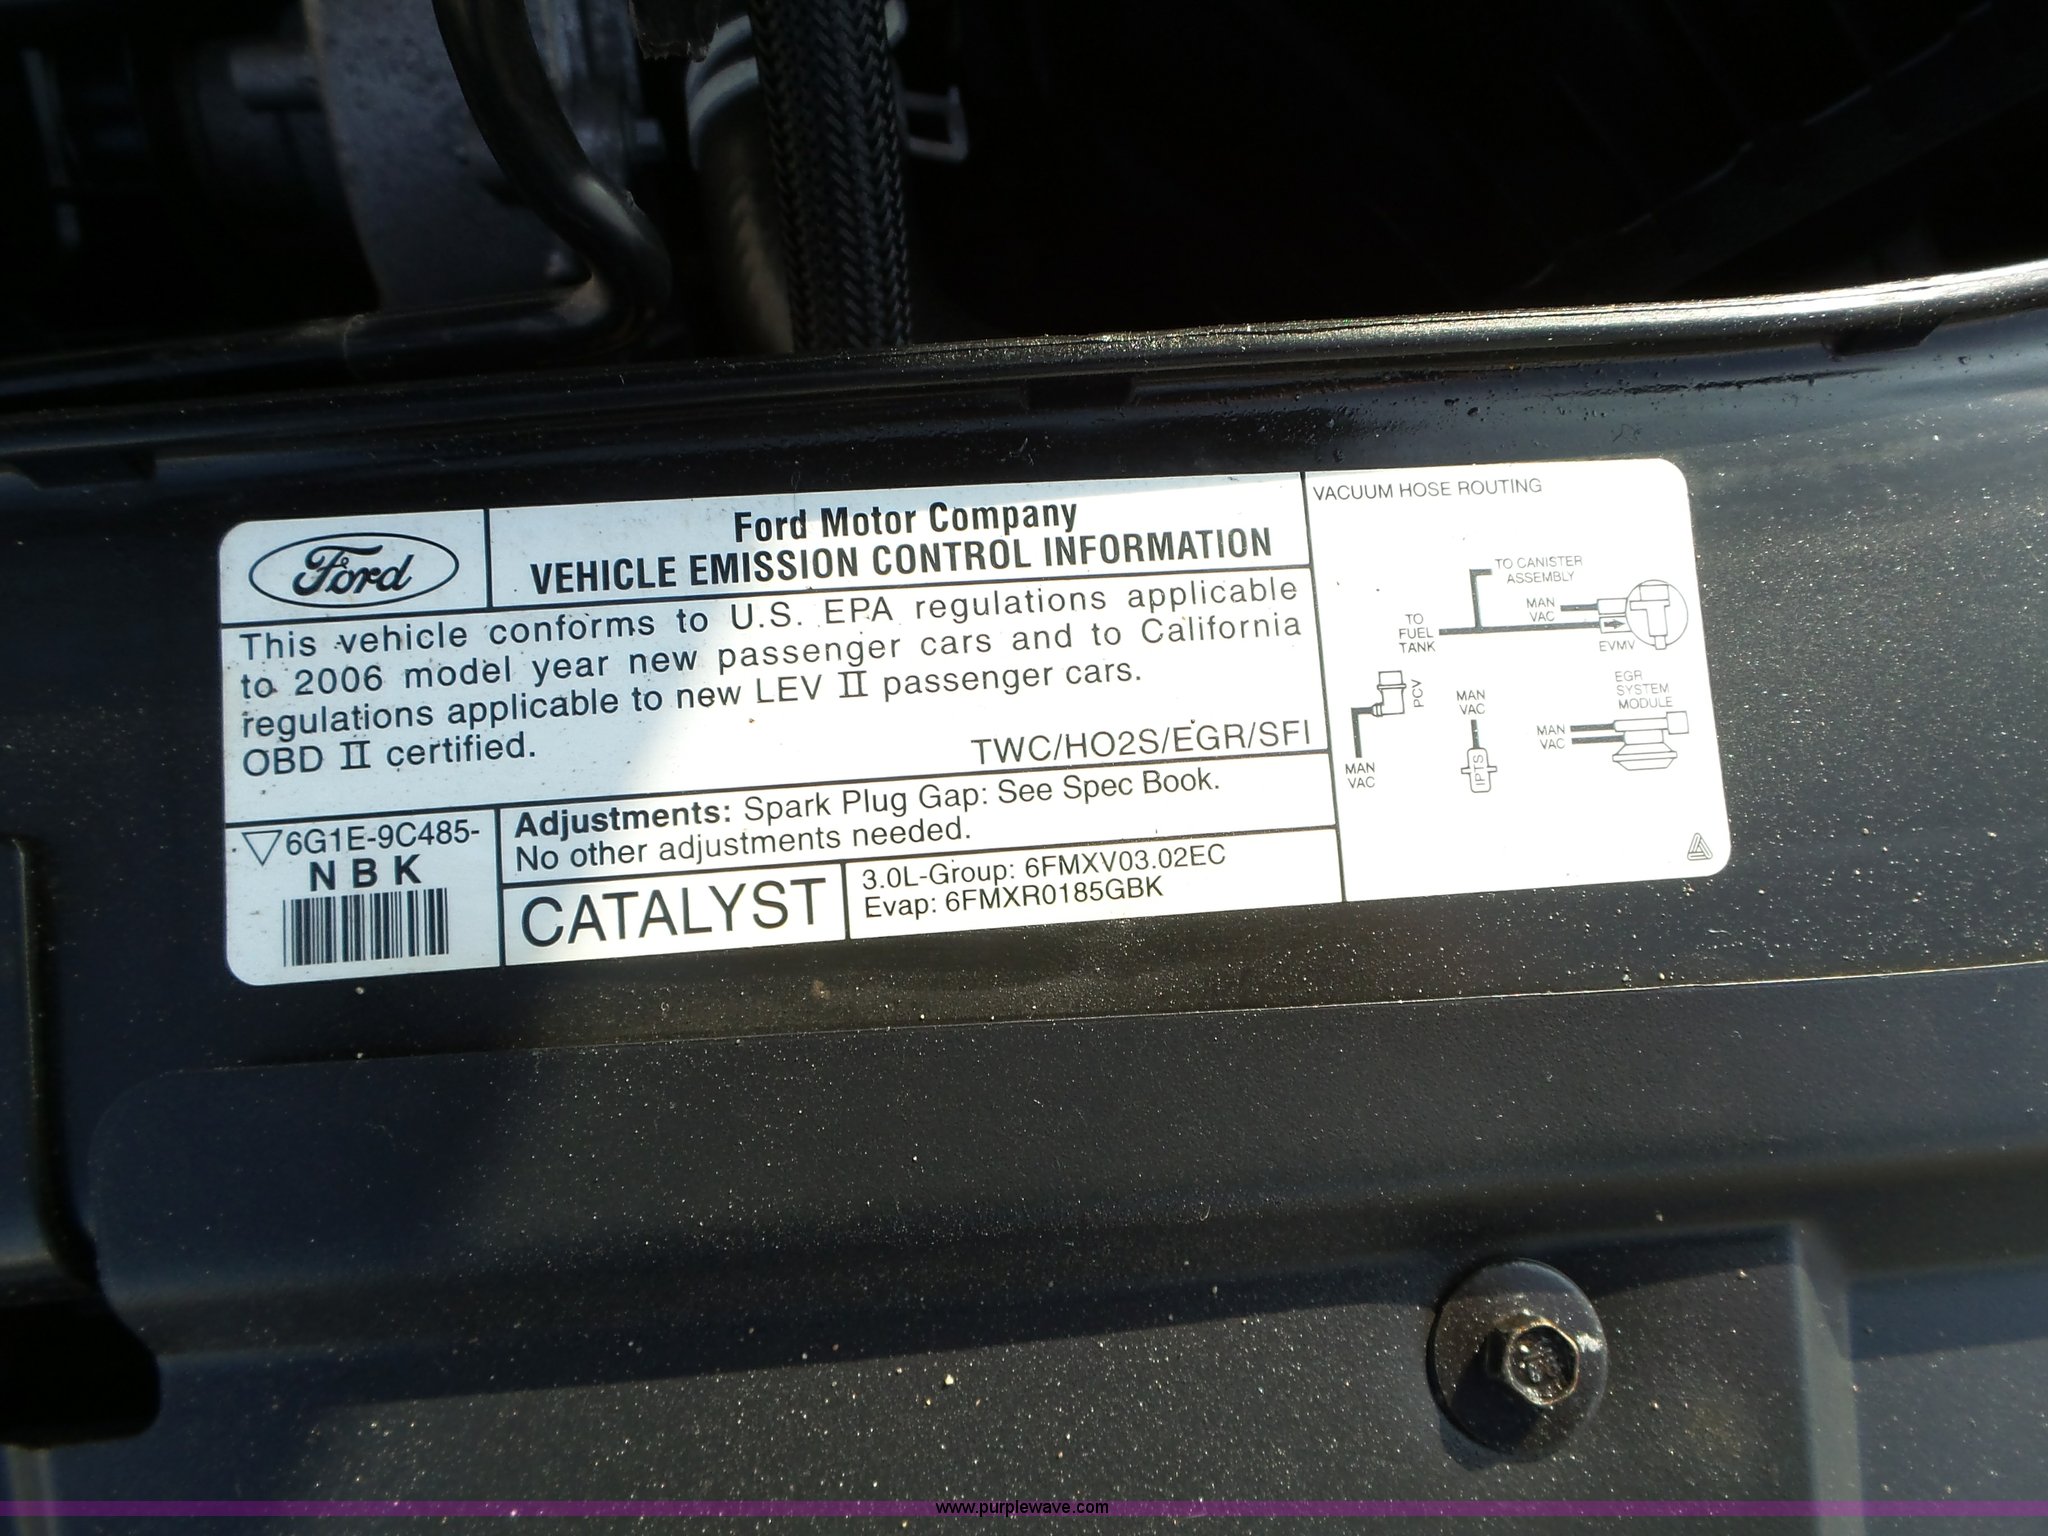 Ford
Ford Motor Company
VEHICLE EMISSION CONTROL INFORMATION
This vehicle conforms to U.S. EPA regulations applicable
to 2006 model year new passenger cars and to California
regulations applicable to new LEV II passenger cars.
OBD II certified.
TWC/HO2S/EGR/SFI
6G1E-9C485-
NBK
Adjustments: Spark Plug Gap: See Spec Book.
No other adjustments needed.
CATALYST
3.0L-Group: 6FMXV03.02EC
Evap: 6FMXR0185GBK
VACUUM HOSE ROUTING
TO CANISTER
ASSEMBLY
MAN
VAC
TO
FUEL
TANK
EVMV
PCV
MAN
VAC
MAN
VAC
IPTS
EGR
SYSTEM
MODULE
MAN
VAC
www.purplewave.com